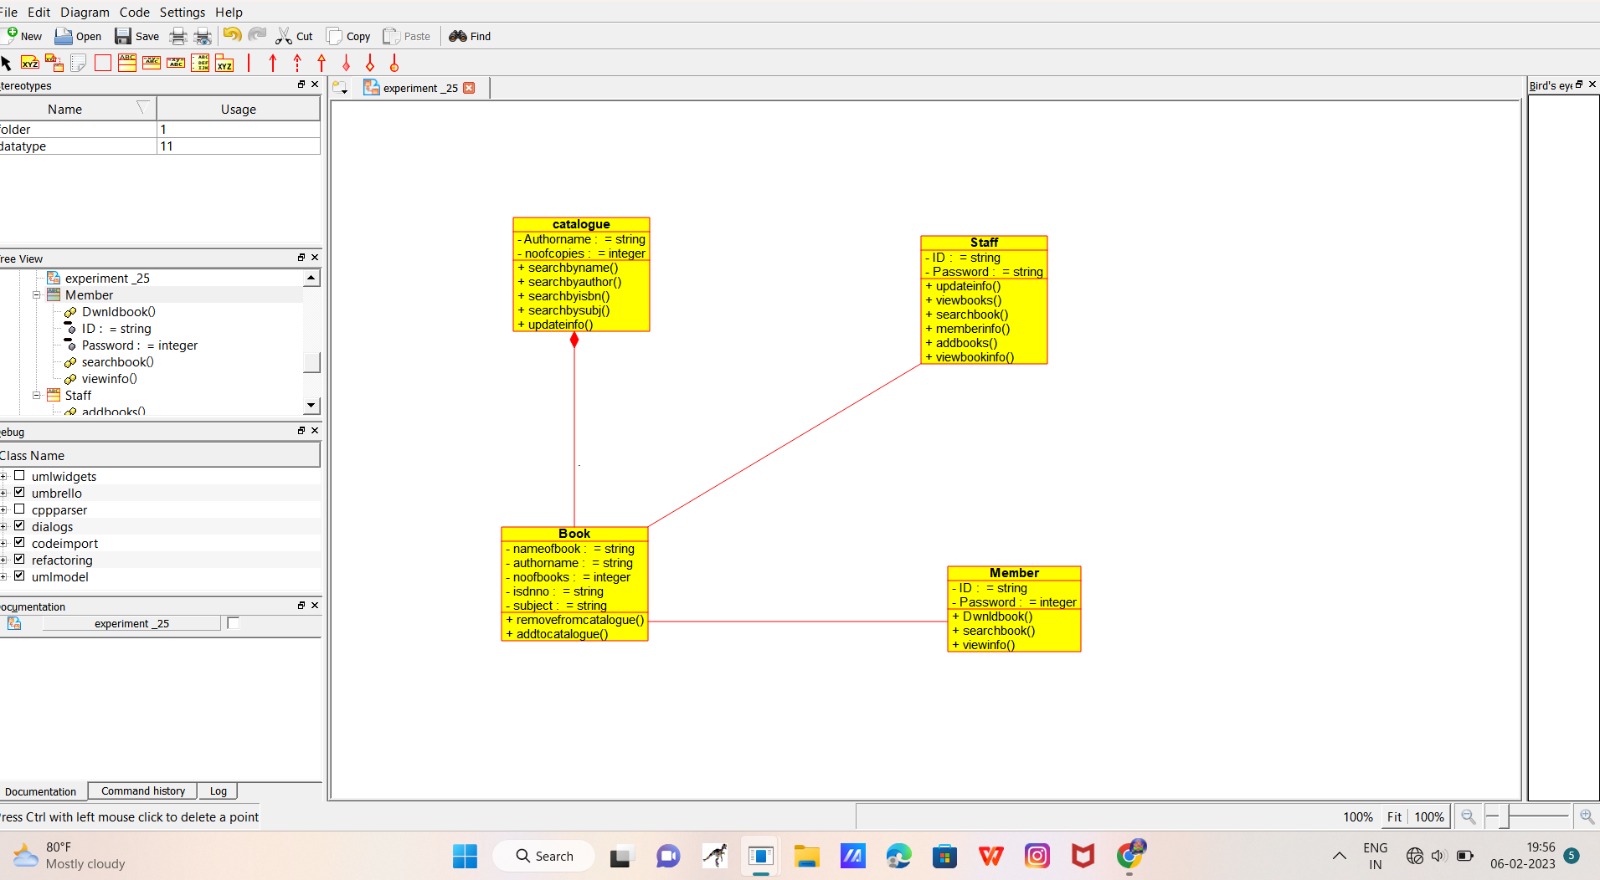 File Edit Diagram Code Settings Help
New Open Save Cut Copy Paste Find
tereotypes
Name Usage
folder 1
datatype 11
ree View
experiment _25
Member
Dwnldbook()
ID : = string
Password : = integer
searchbook()
viewinfo()
Staff
addbooks()
ebug
Class Name
umlwidgets
umbrello
cppparser
dialogs
codeimport
refactoring
umlmodel
ocumentation
experiment _25
Documentation Command history Log
ress Ctrl with left mouse click to delete a point
experiment _25
Bird's eye
catalogue
- Authorname : = string
- noofcopies : = integer
+ searchbyname()
+ searchbyauthor()
+ searchbyisbn()
+ searchbysubj()
+ updateinfo()
Staff
- ID : = string
- Password : = string
+ updateinfo()
+ viewbooks()
+ searchbook()
+ memberinfo()
+ addbooks()
+ viewbookinfo()
Book
- nameofbook : = string
- authorname : = string
- noofbooks : = integer
- isdnno : = string
- subject : = string
+ removefromcatalogue()
+ addtocatalogue()
Member
- ID : = string
- Password : = integer
+ Dwnldbook()
+ searchbook()
+ viewinfo()
100% Fit 100%
80°F
Mostly cloudy
Search
ENG
IN
19:56
06-02-2023
5